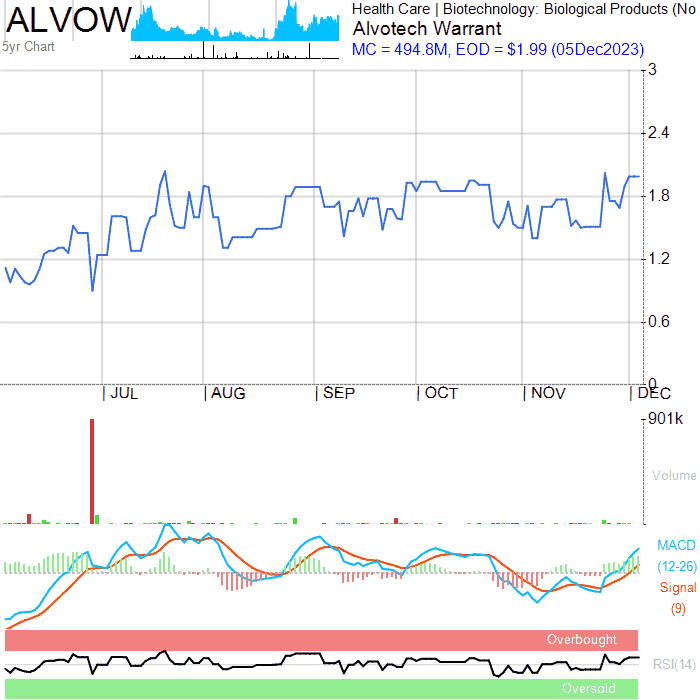 ALVOW
5yr Chart
Health Care | Biotechnology: Biological Products (No
Alvotech Warrant
MC = 494.8M, EOD = $1.99 (05Dec2023)
3
2.4
1.8
1.2
0.6
0
| JUL | AUG | SEP | OCT | NOV | DEC
901k
Volume
MACD
(12-26)
Signal
(9)
Overbought
RSI(14)
Oversold